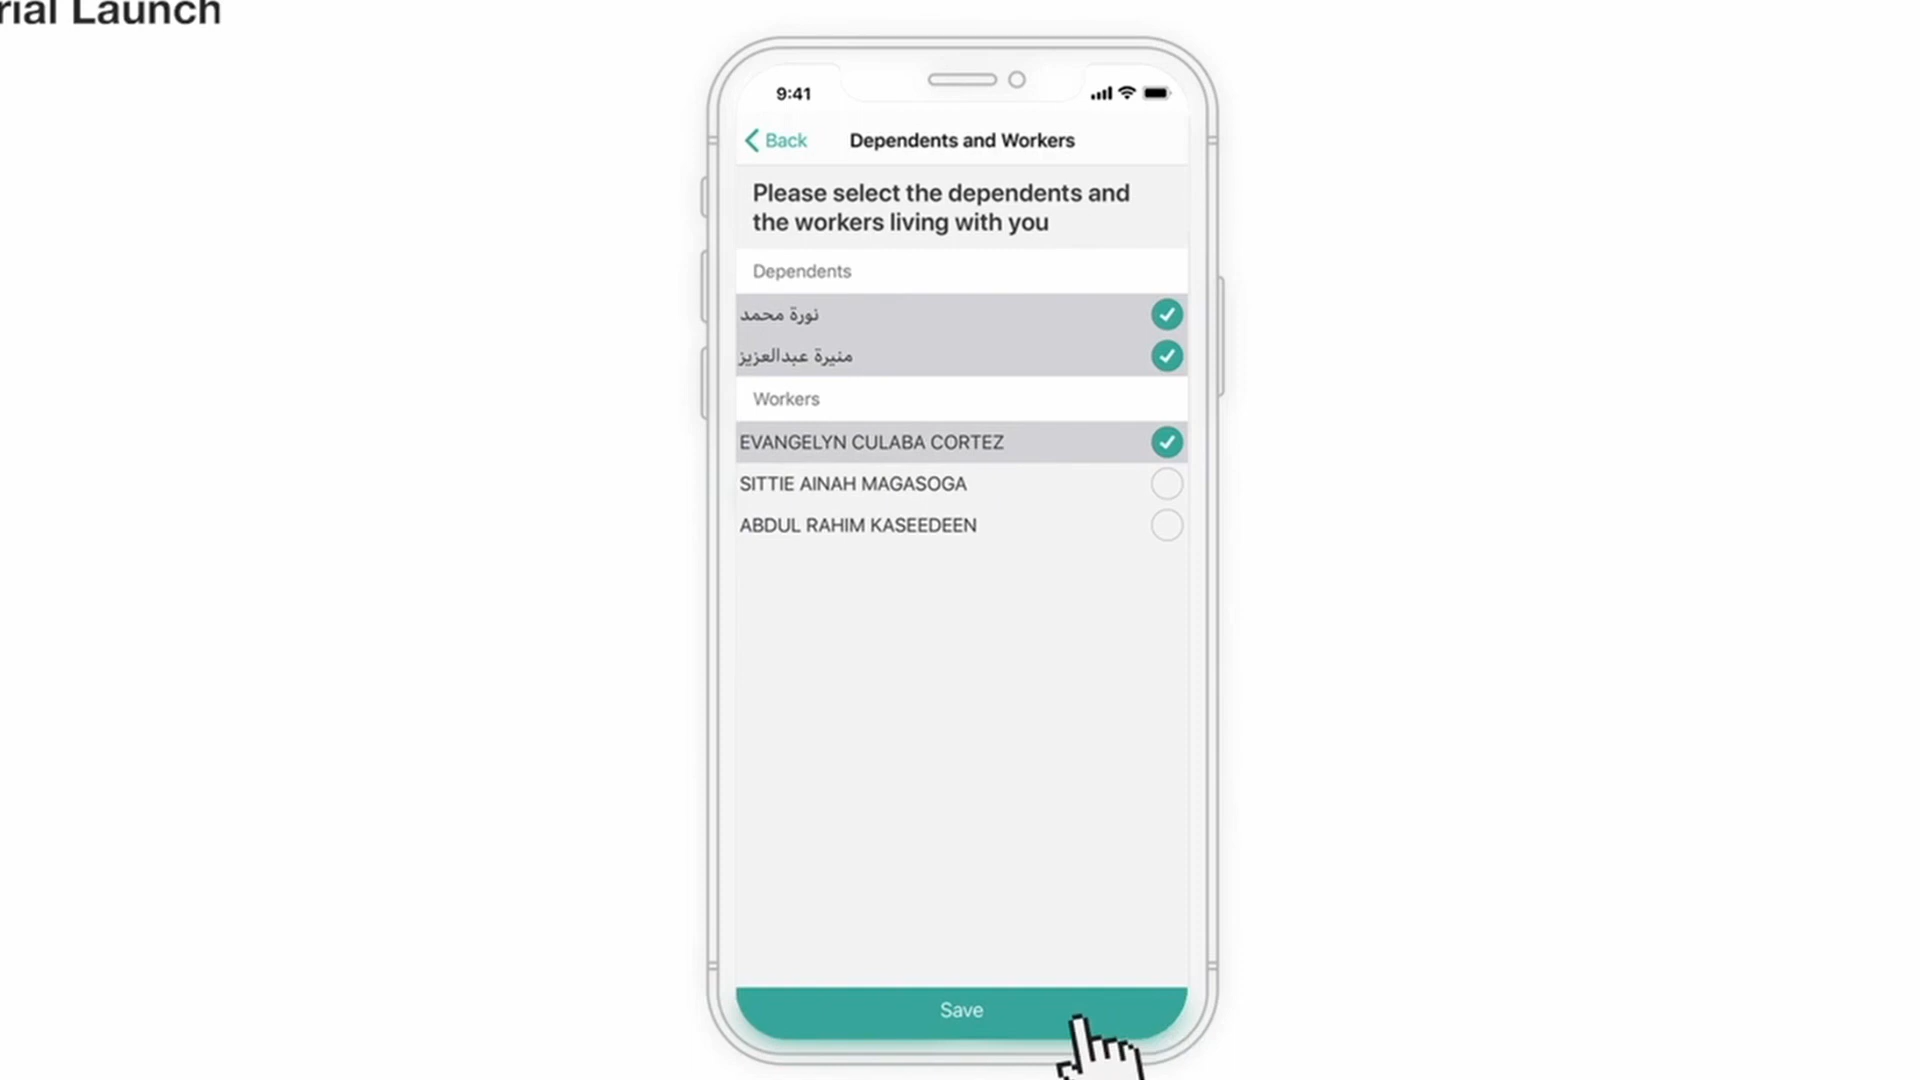 Launch
9:41
Back
Dependents and Workers
Please select the dependents and
the workers living with you
Dependents
نورة محمد
منيرة عبدالعزيز
Workers
EVANGELYN CULABA CORTEZ
SITTIE AINAH MAGASOGA
ABDUL RAHIM KASEEDEEN
Save